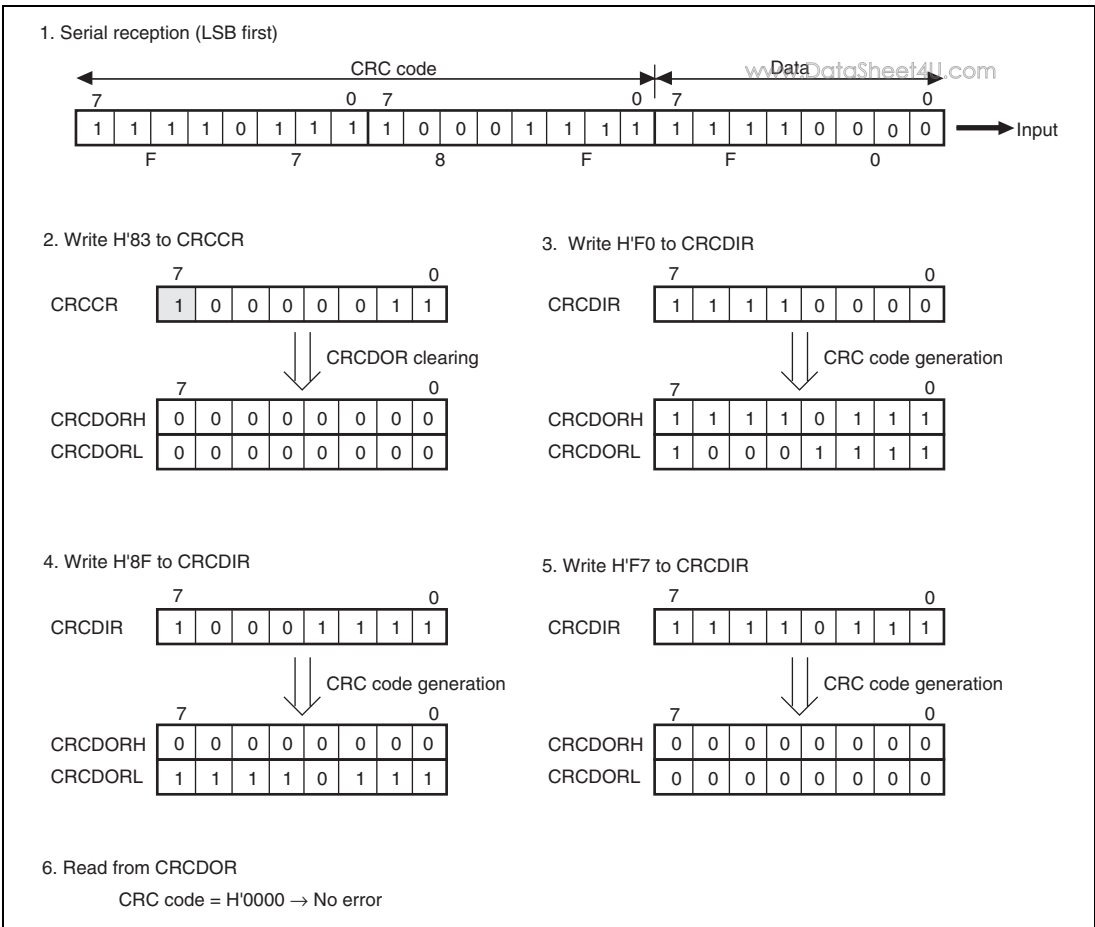 1. Serial reception (LSB first)
CRC code Data
www.DataSheet4U.com
7 0 7 0 7 0
1 1 1 1 0 1 1 1 1 0 0 0 1 1 1 1 1 1 1 1 0 0 0 0 Input
F 7 8 F F 0
2. Write H'83 to CRCCR
7 0
CRCCR 1 0 0 0 0 0 1 1
CRCDOR clearing
7 0
CRCDORH 0 0 0 0 0 0 0 0
CRCDORL 0 0 0 0 0 0 0 0
3. Write H'F0 to CRCDIR
7 0
CRCDIR 1 1 1 1 0 0 0 0
CRC code generation
7 0
CRCDORH 1 1 1 1 0 1 1 1
CRCDORL 1 0 0 0 1 1 1 1
4. Write H'8F to CRCDIR
7 0
CRCDIR 1 0 0 0 1 1 1 1
CRC code generation
7 0
CRCDORH 0 0 0 0 0 0 0 0
CRCDORL 1 1 1 1 0 1 1 1
5. Write H'F7 to CRCDIR
7 0
CRCDIR 1 1 1 1 0 1 1 1
CRC code generation
7 0
CRCDORH 0 0 0 0 0 0 0 0
CRCDORL 0 0 0 0 0 0 0 0
6. Read from CRCDOR
CRC code = H'0000 → No error